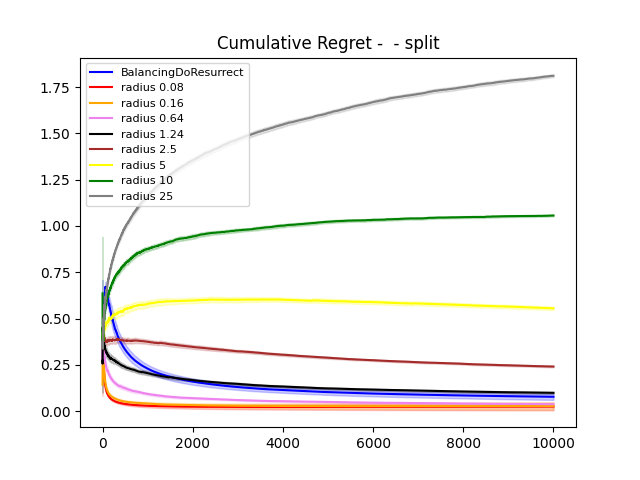 Cumulative Regret -  - split
BalancingDoResurrect
radius 0.08
radius 0.16
radius 0.64
radius 1.24
radius 2.5
radius 5
radius 10
radius 25
1.75
1.50
1.25
1.00
0.75
0.50
0.25
0.00
0 2000 4000 6000 8000 10000